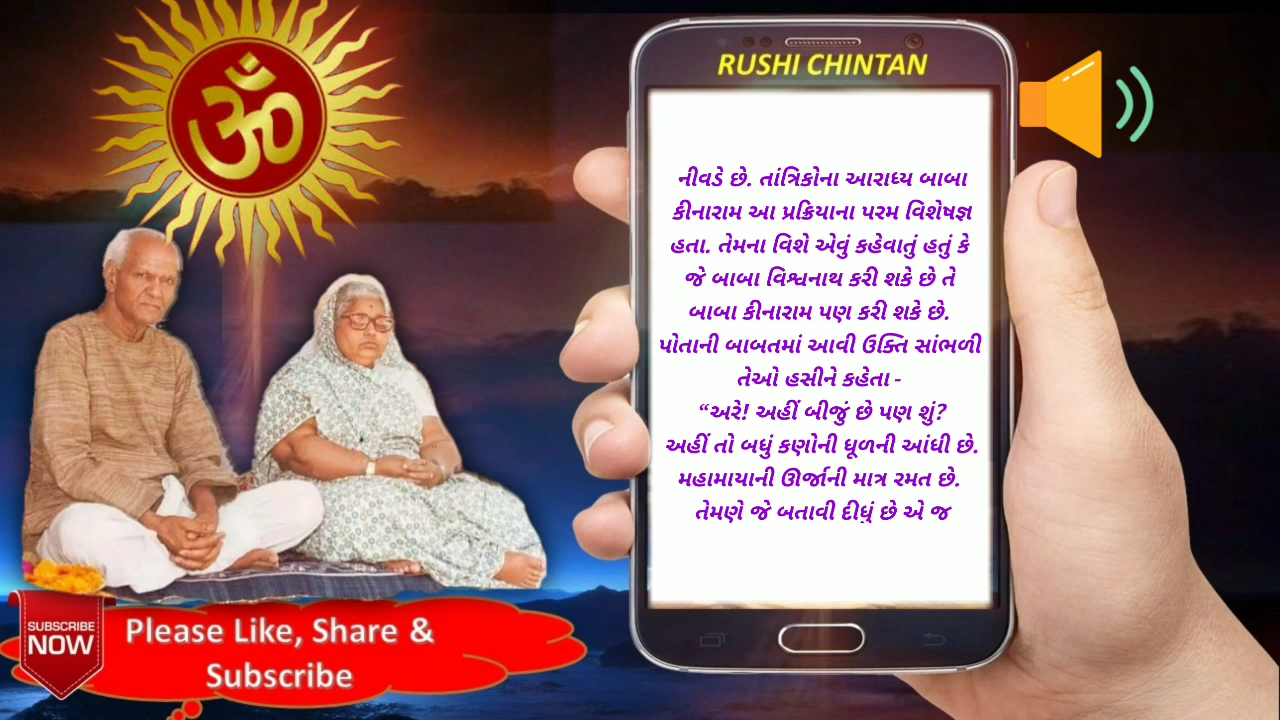 ॐ
RUSHI CHINTAN
નીવડે છે. તાંત્રિકોના આરાધ્ય બાબા
કીનારામ આ પ્રક્રિયાના પરમ વિશેષજ્ઞ
હતા. તેમના વિશે એવું કહેવાતું હતું કે
જે બાબા વિશ્વનાથ કરી શકે છે તે
બાબા કીનારામ પણ કરી શકે છે.
પોતાની બાબતમાં આવી ઉક્તિ સાંભળી
તેઓ હસીને કહેતા -
“અરે! અહીં બીજું છે પણ શું?
અહીં તો બધું કણોની ધૂળની આંધી છે.
મહામાયાની ઊર્જાની માત્ર રમત છે.
તેમણે જે બતાવી દીધું છે એ જ
SUBSCRIBE
NOW
Please Like, Share &
Subscribe